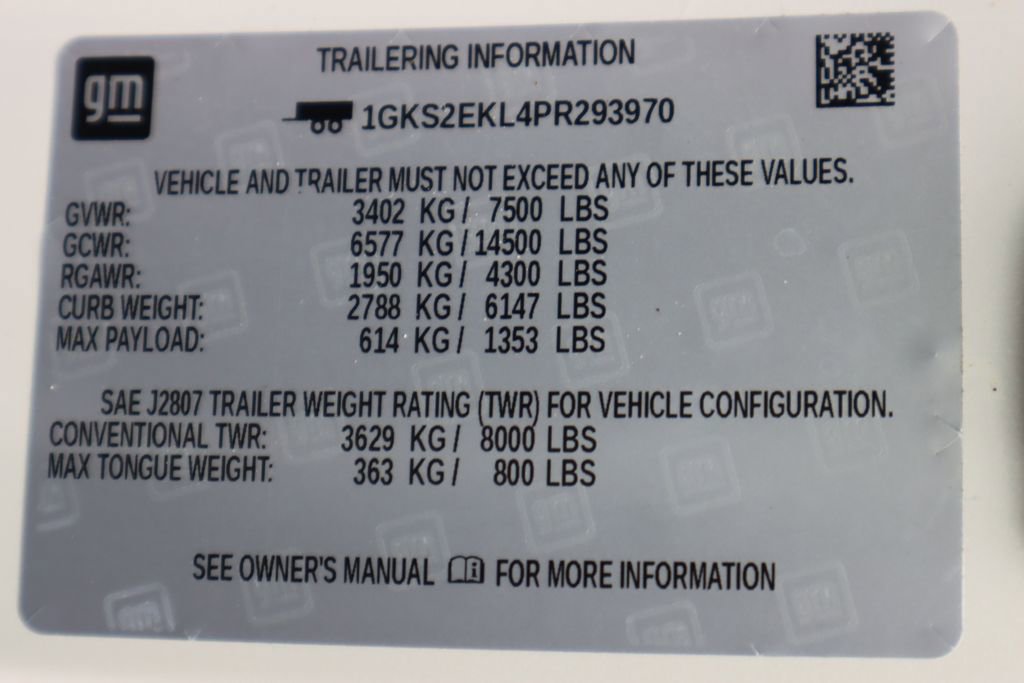 gm
TRAILERING INFORMATION
1GKS2EKL4PR293970
VEHICLE AND TRAILER MUST NOT EXCEED ANY OF THESE VALUES.
GVWR: 3402 KG / 7500 LBS
GCWR: 6577 KG / 14500 LBS
RGAWR: 1950 KG / 4300 LBS
CURB WEIGHT: 2788 KG / 6147 LBS
MAX PAYLOAD: 614 KG / 1353 LBS
SAE J2807 TRAILER WEIGHT RATING (TWR) FOR VEHICLE CONFIGURATION.
CONVENTIONAL TWR: 3629 KG / 8000 LBS
MAX TONGUE WEIGHT: 363 KG / 800 LBS
SEE OWNER'S MANUAL i FOR MORE INFORMATION